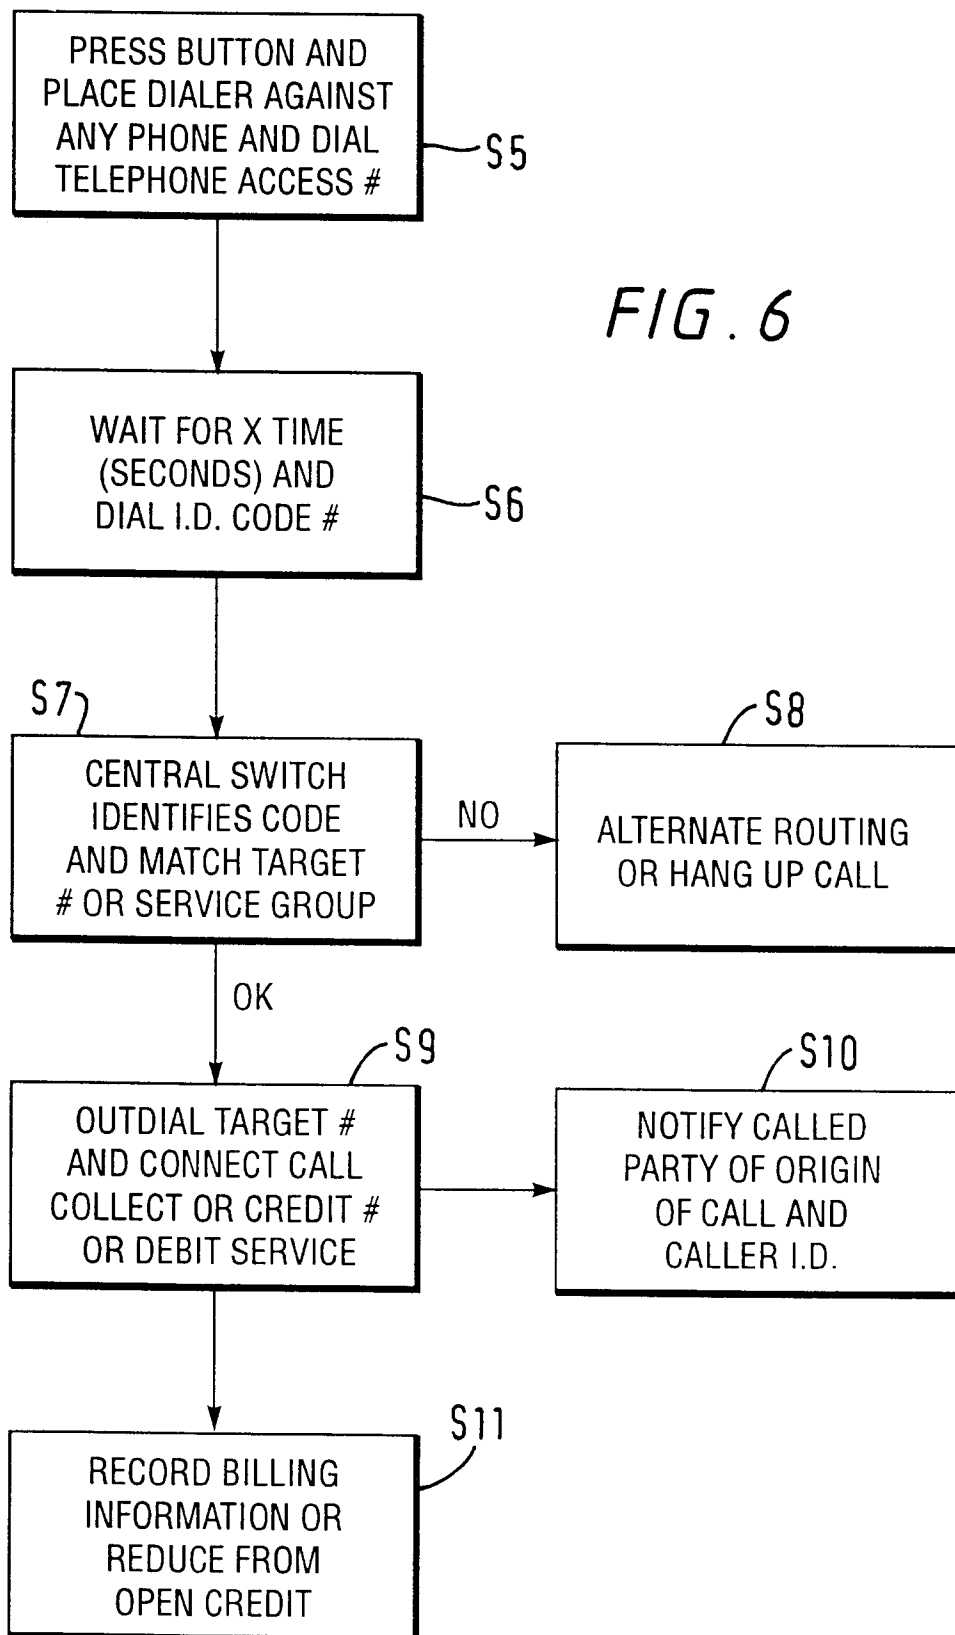 PRESS BUTTON AND
PLACE DIALER AGAINST
ANY PHONE AND DIAL
TELEPHONE ACCESS #
S5
FIG. 6
WAIT FOR X TIME
(SECONDS) AND
DIAL I.D. CODE #
S6
S7
CENTRAL SWITCH
IDENTIFIES CODE
AND MATCH TARGET
# OR SERVICE GROUP
NO
S8
ALTERNATE ROUTING
OR HANG UP CALL
OK
S9
OUTDIAL TARGET #
AND CONNECT CALL
COLLECT OR CREDIT #
OR DEBIT SERVICE
S10
NOTIFY CALLED
PARTY OF ORIGIN
OF CALL AND
CALLER I.D.
S11
RECORD BILLING
INFORMATION OR
REDUCE FROM
OPEN CREDIT